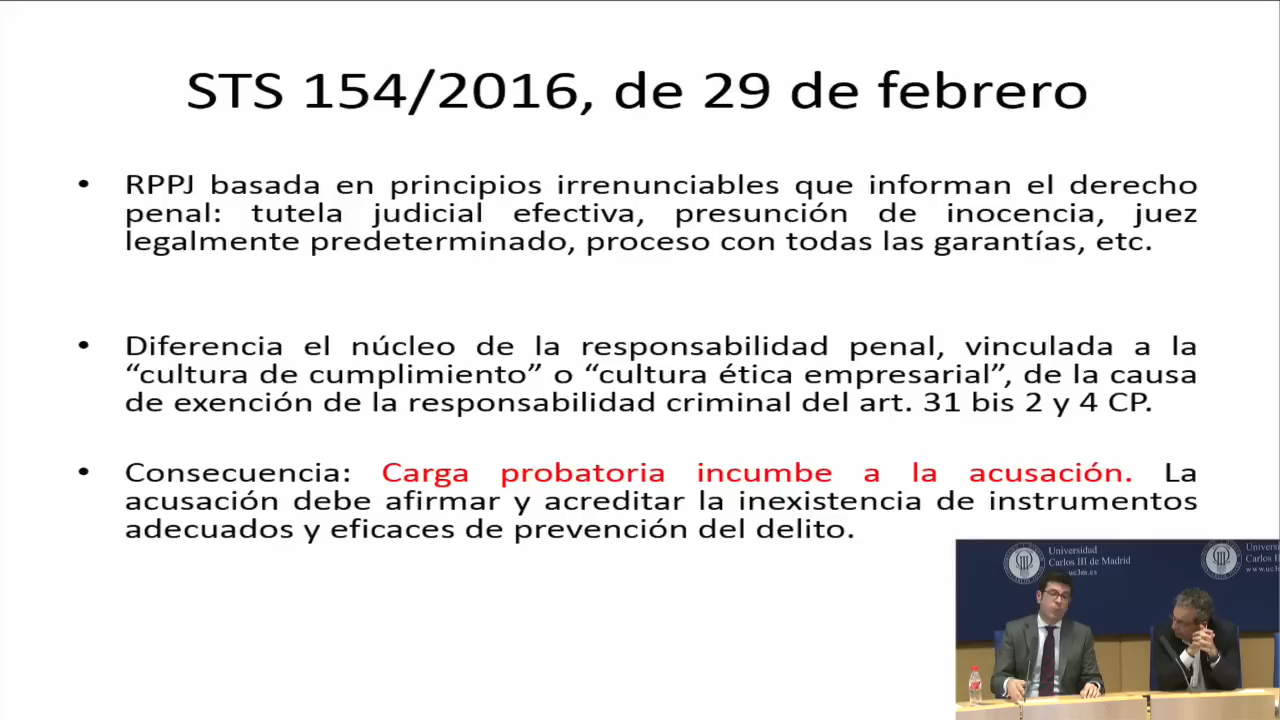 STS 154/2016, de 29 de febrero
• RPPJ basada en principios irrenunciables que informan el derecho
penal: tutela judicial efectiva, presunción de inocencia, juez
legalmente predeterminado, proceso con todas las garantías, etc.
• Diferencia el núcleo de la responsabilidad penal, vinculada a la
“cultura de cumplimiento” o “cultura ética empresarial”, de la causa
de exención de la responsabilidad criminal del art. 31 bis 2 y 4 CP.
• Consecuencia: Carga probatoria incumbe a la acusación. La
acusación debe afirmar y acreditar la inexistencia de instrumentos
adecuados y eficaces de prevención del delito.
Universidad
Carlos III de Madrid
Universid
Carlos III
www.uc3m